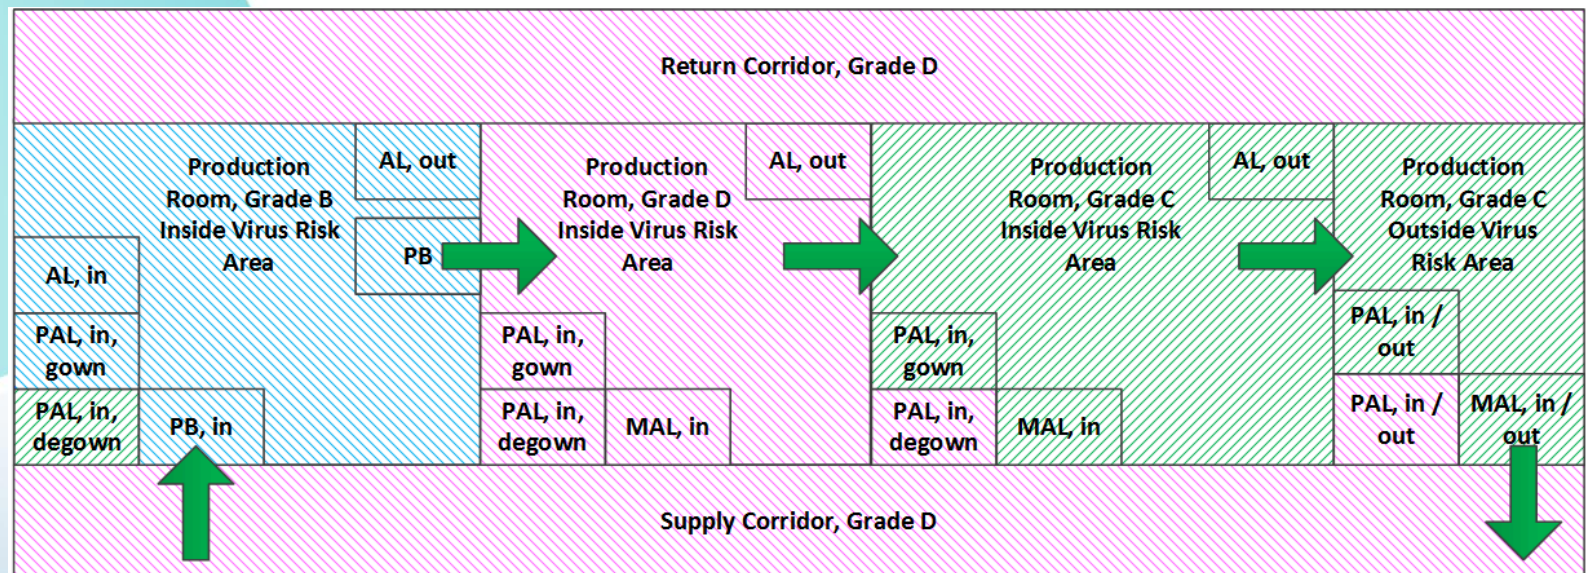 Return Corridor, Grade D
Production
Room, Grade B
Inside Virus Risk
Area
AL, out
PB
AL, in
PAL, in,
gown
PAL, in,
degown
PB, in
Production
Room, Grade D
Inside Virus Risk
Area
AL, out
PAL, in,
gown
PAL, in,
degown
MAL, in
Production
Room, Grade C
Inside Virus Risk
Area
AL, out
PAL, in,
gown
PAL, in,
degown
MAL, in
Production
Room, Grade C
Outside Virus
Risk Area
PAL, in /
out
PAL, in /
out
MAL, in /
out
Supply Corridor, Grade D